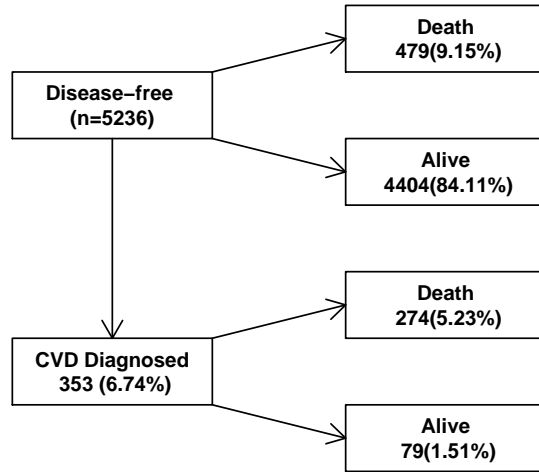 Death
479(9.15%)
Disease−free
(n=5236)
Alive
4404(84.11%)
Death
274(5.23%)
CVD Diagnosed
353 (6.74%)
Alive
79(1.51%)